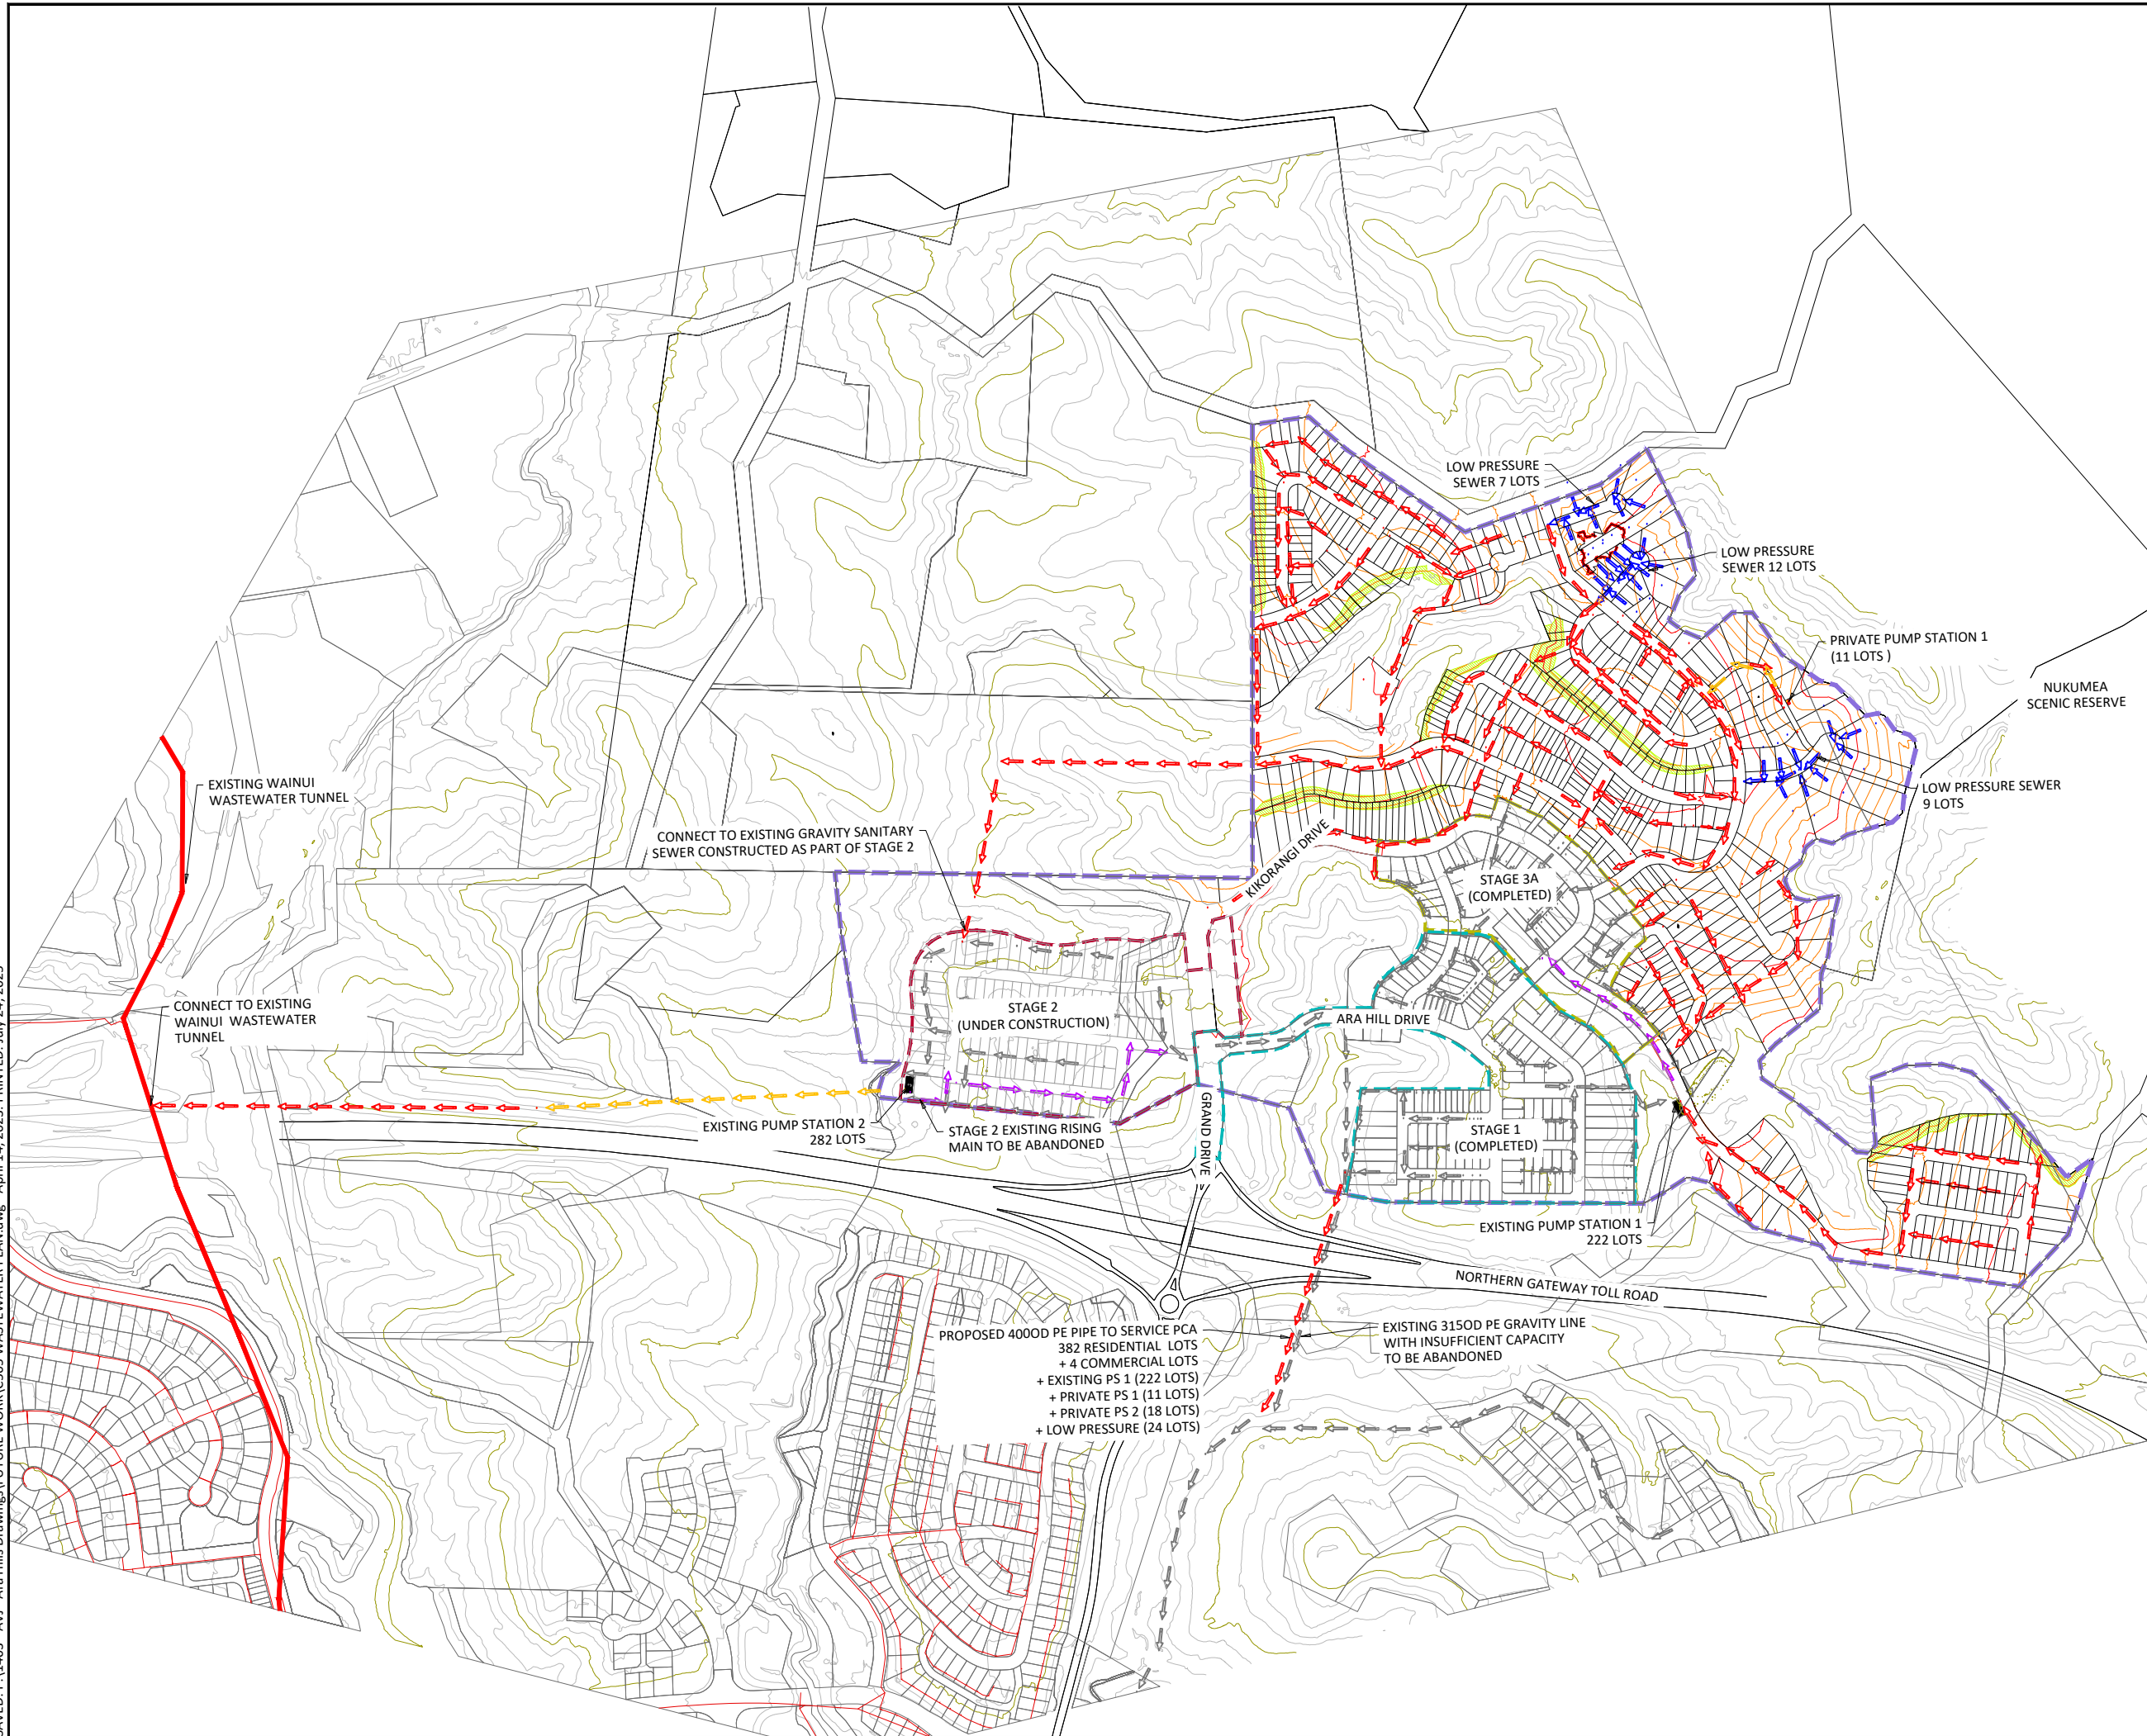 LOW PRESSURE
SEWER 7 LOTS
LOW PRESSURE
SEWER 12 LOTS
PRIVATE PUMP STATION 1
(11 LOTS )
NUKUMEA
SCENIC RESERVE
EXISTING WAINUI
WASTEWATER TUNNEL
LOW PRESSURE SEWER
9 LOTS
CONNECT TO EXISTING GRAVITY SANITARY
SEWER CONSTRUCTED AS PART OF STAGE 2
KIKORANGI DRIVE
STAGE 3A
(COMPLETED)
CONNECT TO EXISTING
WAINUI WASTEWATER
TUNNEL
STAGE 2
(UNDER CONSTRUCTION)
ARA HILL DRIVE
EXISTING PUMP STATION 2
282 LOTS
STAGE 2 EXISTING RISING
MAIN TO BE ABANDONED
GRAND DRIVE
STAGE 1
(COMPLETED)
EXISTING PUMP STATION 1
222 LOTS
NORTHERN GATEWAY TOLL ROAD
PROPOSED 400OD PE PIPE TO SERVICE PCA
382 RESIDENTIAL LOTS
+ 4 COMMERCIAL LOTS
+ EXISTING PS 1 (222 LOTS)
+ PRIVATE PS 1 (11 LOTS)
+ PRIVATE PS 2 (18 LOTS)
+ LOW PRESSURE (24 LOTS)
EXISTING 315OD PE GRAVITY LINE
WITH INSUFFICIENT CAPACITY
TO BE ABANDONED